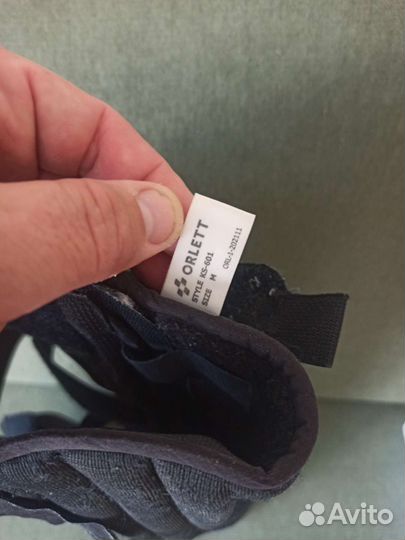 ORLETT
STYLE KS-601
SIZE M
ORL-1-202111
Avito